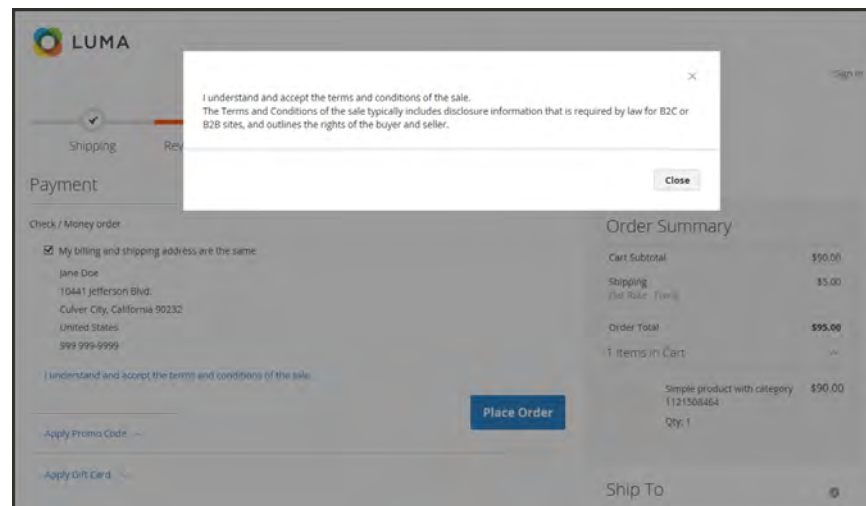 LUMA
Sign In
I understand and accept the terms and conditions of the sale.
The Terms and Conditions of the sale typically includes disclosure information that is required by law for B2C or
B2B sites, and outlines the rights of the buyer and seller.
Close
Shipping
Rev
Payment
Check / Money order
My billing and shipping address are the same
Jane Doe
10441 Jefferson Blvd.
Culver City, California 90232
United States
999 999-9999
I understand and accept the terms and conditions of the sale.
Place Order
Apply Promo Code
Apply Gift Card
Order Summary
Cart Subtotal $90.00
Shipping $5.00
Flat Rate - Fixed
Order Total $95.00
1 Items in Cart
Simple product with category $90.00
1121508464
Qty: 1
Ship To